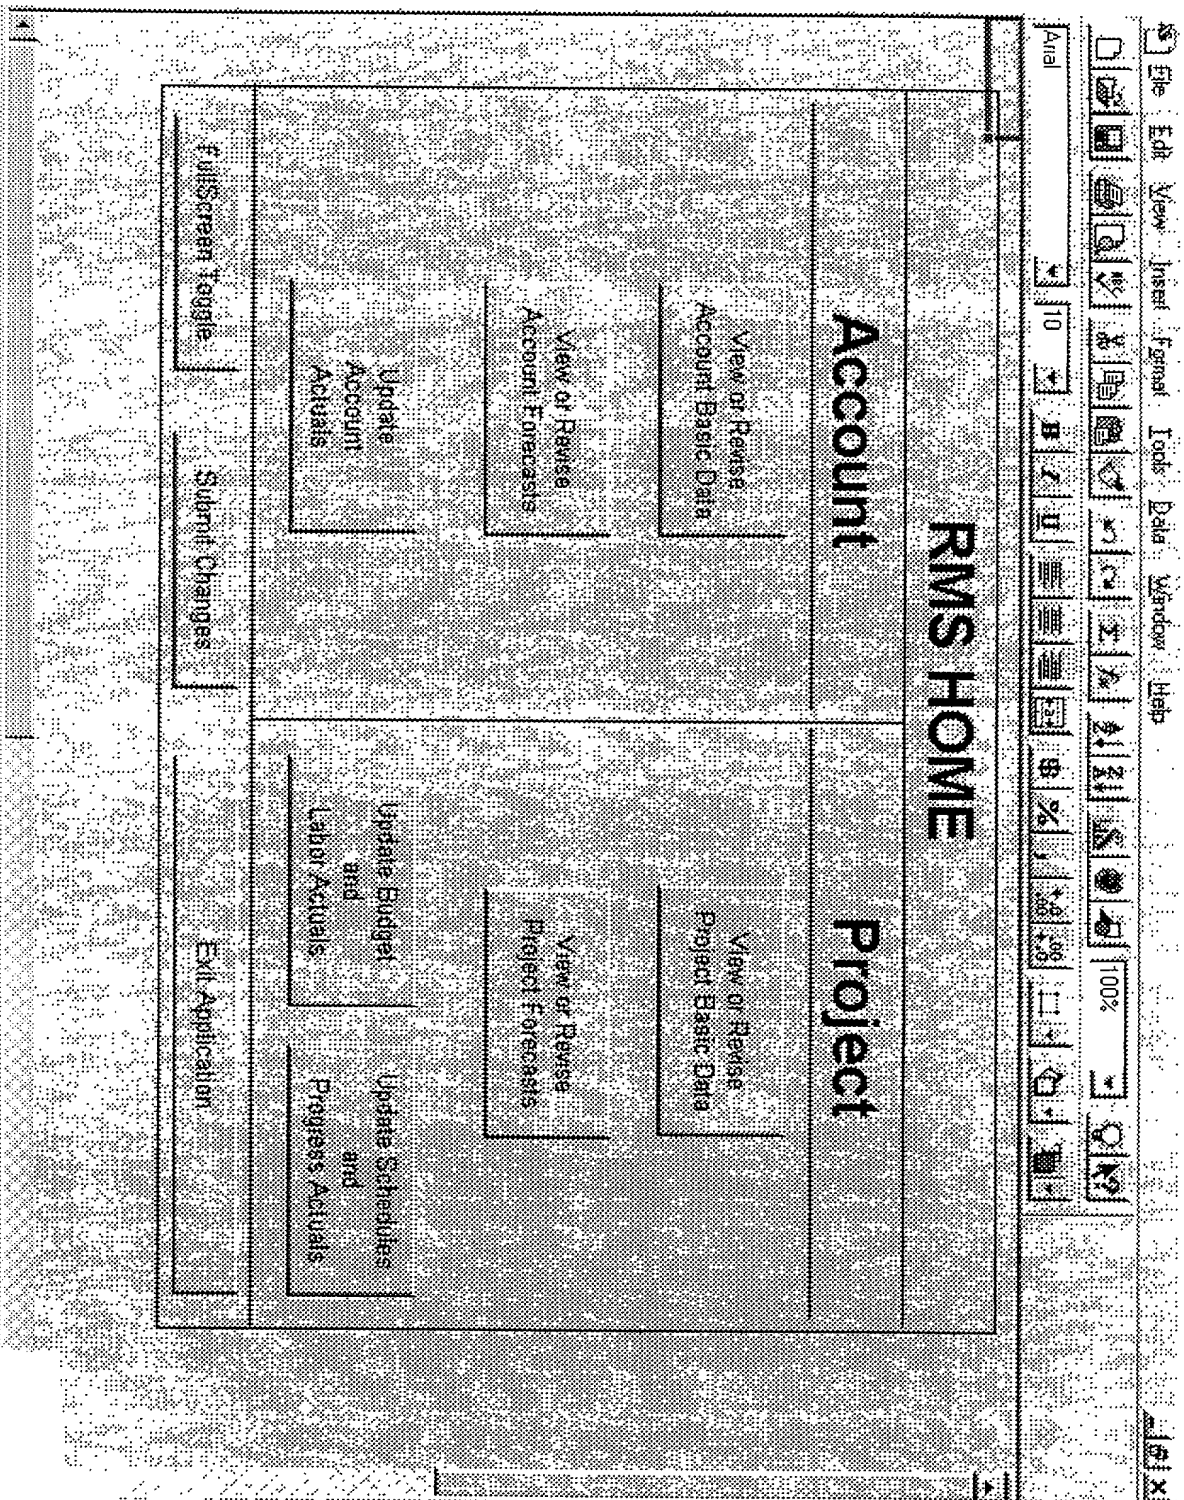 File Edit View Insert Format Tools Data Window Help
100%
Arial 10 B I U $ % ,
RMS HOME
Account
Project
View or Revise
Account Basic Data
View or Revise
Project Basic Data
View or Revise
Account Forecasts
View or Revise
Project Forecasts
Update
Account
Actuals
Update Budget
and
Labor Actuals
Update Schedules
and
Progress Actuals
FullScreen Toggle
Submit Changes
Exit Application